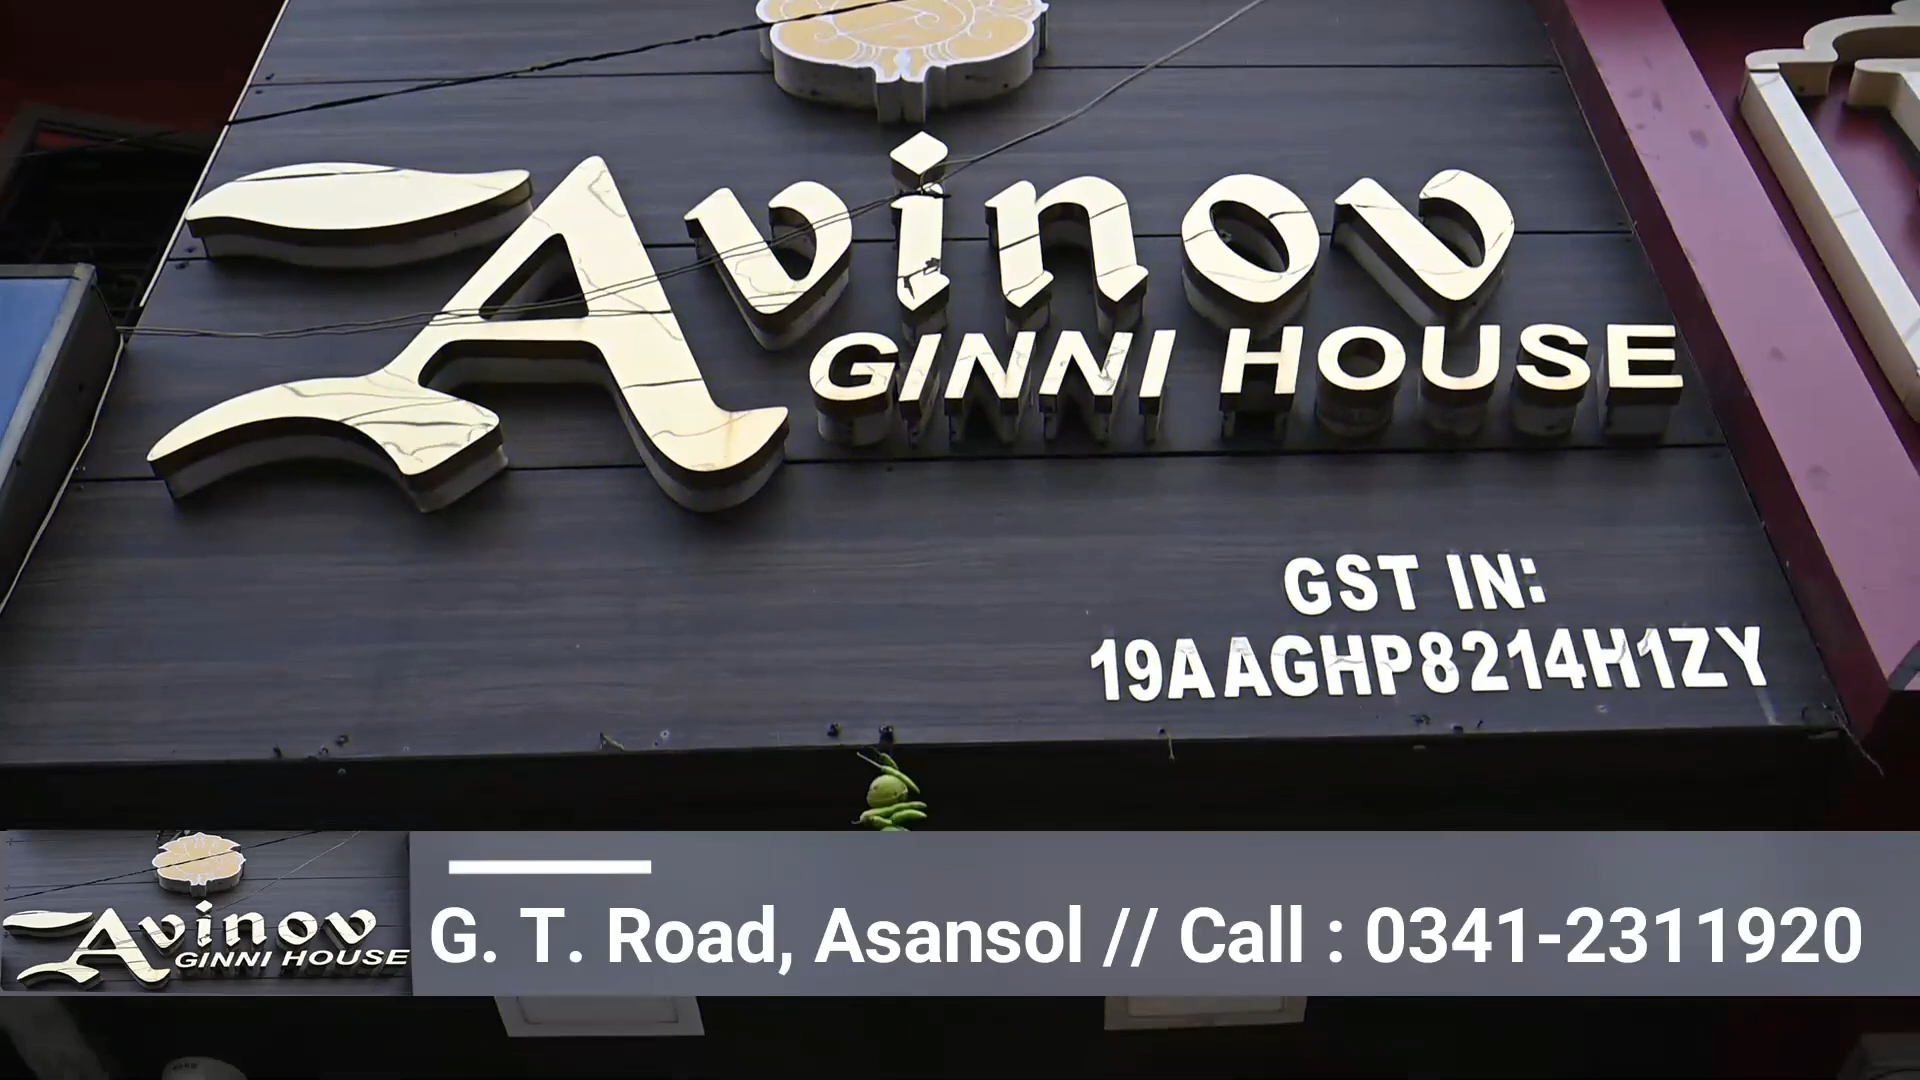 Avinov
GINNI HOUSE
GST IN:
19AAGHP8214H1ZY
Avinov
GINNI HOUSE
G. T. Road, Asansol // Call : 0341-2311920